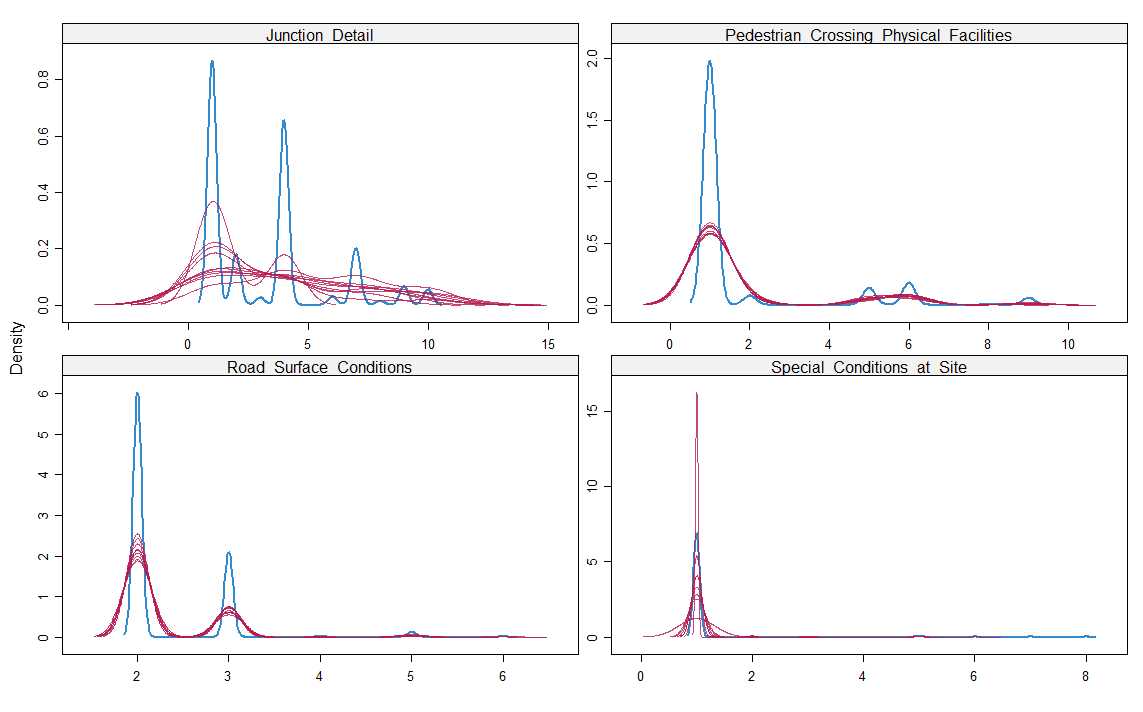 Junction Detail
0.0 0.2 0.4 0.6 0.8
0 5 10 15
Pedestrian Crossing Physical Facilities
0.0 0.5 1.0 1.5 2.0
0 2 4 6 8 10
Density
Road Surface Conditions
0 1 2 3 4 5 6
2 3 4 5 6
Special Conditions at Site
0 5 10 15
0 2 4 6 8